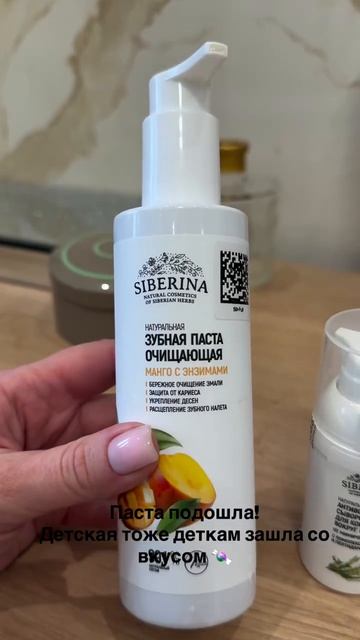 SIBERINA
NATURAL COSMETICS
OF SIBERIAN HERBS
НАТУРАЛЬНАЯ
ЗУБНАЯ ПАСТА
ОЧИЩАЮЩАЯ
МАНГО С ЭНЗИМАМИ
БЕРЕЖНОЕ ОЧИЩЕНИЕ ЭМАЛИ
ЗАЩИТА ОТ КАРИЕСА
УКРЕПЛЕНИЕ ДЕСЕН
РАСЩЕПЛЕНИЕ ЗУБНОГО НАЛЕТА
Паста подошла!
Детская тоже деткам зашла со
вкусом 🍬
SIBER